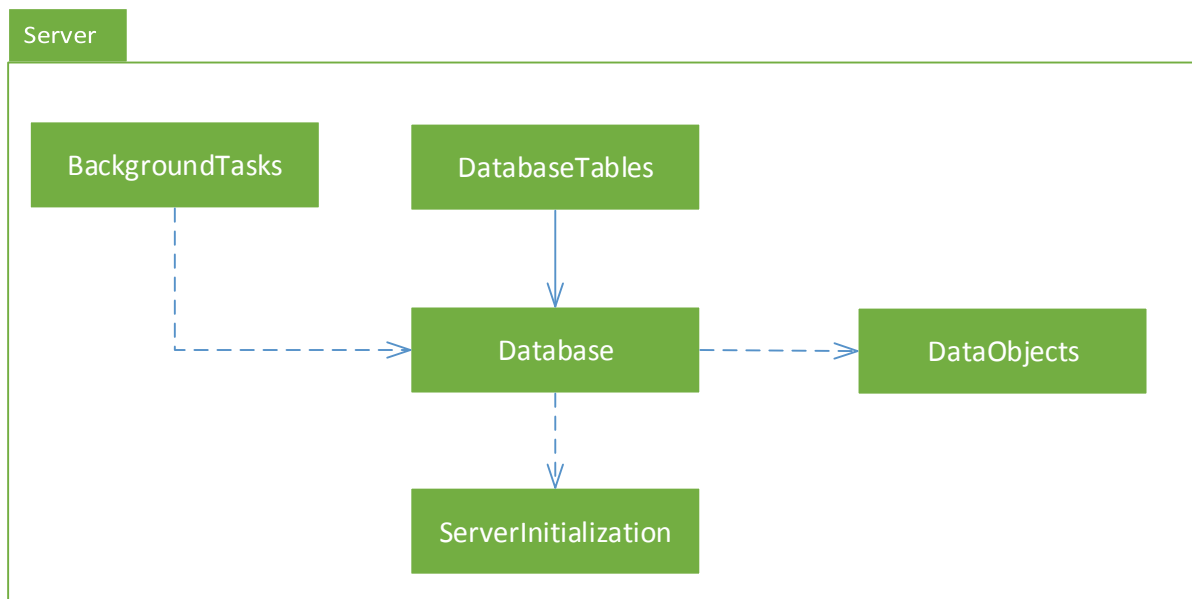 Server
BackgroundTasks
DatabaseTables
Database
DataObjects
ServerInitialization